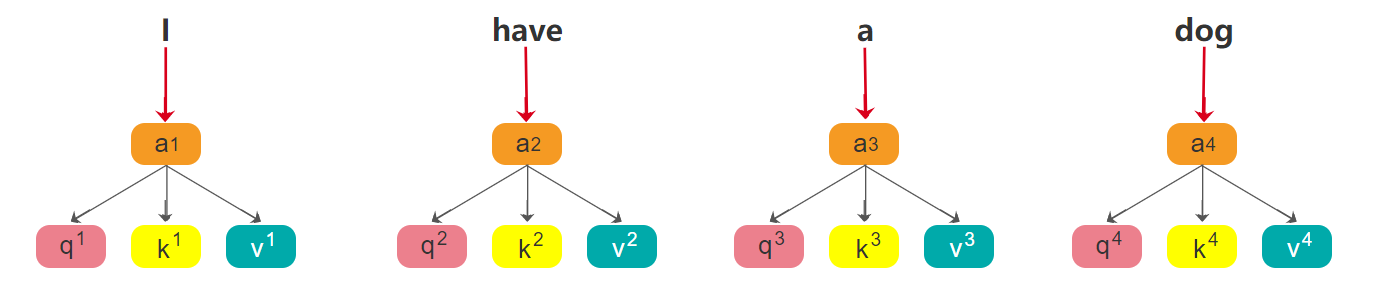 I have a dog
a1 a2 a3 a4
q1 k1 v1 q2 k2 v2 q3 k3 v3 q4 k4 v4